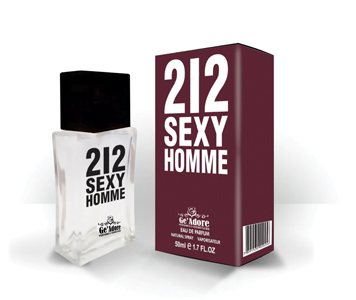 212
SEXY
HOMME
Ge'Adore
212
SEXY
HOMME
Ge'Adore
EAU DE PARFUM
NATURAL SPRAY VAPORISATEUR
50ml ℮ 1.7 FL.OZ